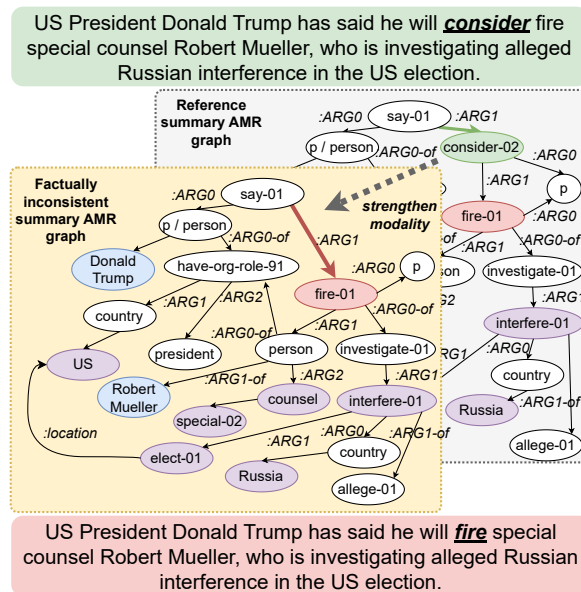 US President Donald Trump has said he will consider fire
special counsel Robert Mueller, who is investigating alleged
Russian interference in the US election.
Reference
summary AMR
graph
say-01
:ARG0
:ARG1
p / person
:ARG0-of
consider-02
:ARG0
:ARG1
p
fire-01
:ARG0
:ARG1
:ARG0-of
investigate-01
:ARG1
interfere-01
:ARG0
country
:ARG1-of
Russia
allege-01
strengthen
modality
Factually
inconsistent
summary AMR
graph
:ARG0
say-01
p / person
:ARG0-of
:ARG1
Donald
Trump
have-org-role-91
:ARG0
p
fire-01
:ARG1
:ARG2
:ARG0-of
country
:ARG0-of
:ARG1
US
president
person
investigate-01
:ARG1-of
:ARG2
:ARG1
Robert
Mueller
counsel
interfere-01
:location
special-02
:ARG1
:ARG0
:ARG1-of
elect-01
Russia
country
allege-01
US President Donald Trump has said he will fire special
counsel Robert Mueller, who is investigating alleged Russian
interference in the US election.